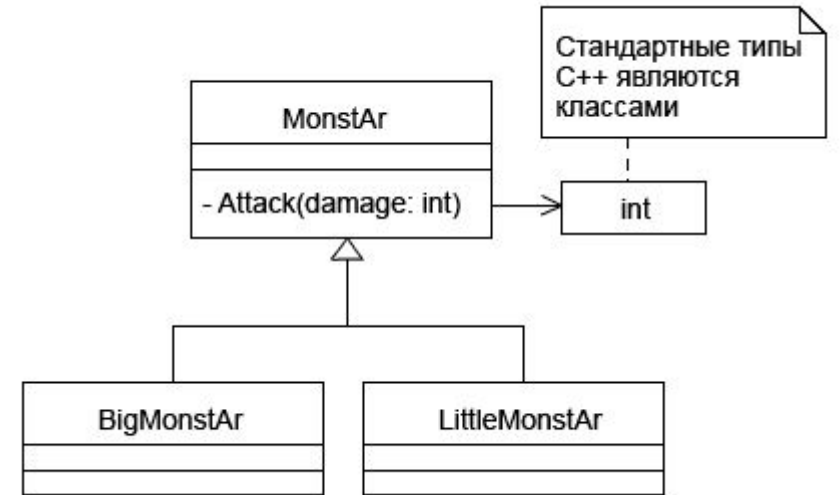 Стандартные типы
C++ являются
классами
MonstAr
- Attack(damage: int)
int
BigMonstAr
LittleMonstAr